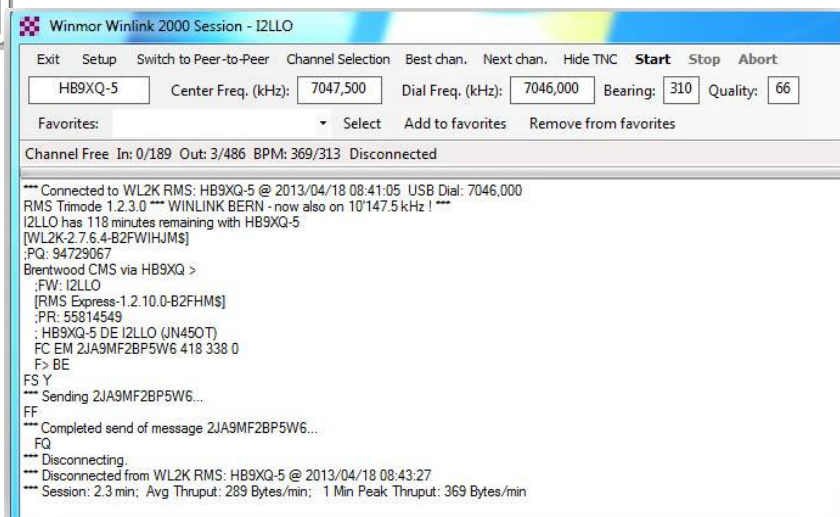 Winmor Winlink 2000 Session - I2LLO
Exit Setup Switch to Peer-to-Peer Channel Selection Best chan. Next chan. Hide TNC Start Stop Abort
HB9XQ-5 Center Freq. (kHz): 7047,500 Dial Freq. (kHz): 7046,000 Bearing: 310 Quality: 66
Favorites: Select Add to favorites Remove from favorites
Channel Free In: 0/189 Out: 3/486 BPM: 369/313 Disconnected
*** Connected to WL2K RMS: HB9XQ-5 @ 2013/04/18 08:41:05 USB Dial: 7046,000
RMS Trimode 1.2.3.0 *** WINLINK BERN - now also on 10'147.5 kHz ! ***
I2LLO has 118 minutes remaining with HB9XQ-5
[WL2K-2.7.6.4-B2FWIHJM$]
;PQ: 94729067
Brentwood CMS via HB9XQ >
;FW: I2LLO
[RMS Express-1.2.10.0-B2FHM$]
;PR: 55814549
; HB9XQ-5 DE I2LLO (JN45OT)
FC EM 2JA9MF2BP5W6 418 338 0
F> BE
FS Y
*** Sending 2JA9MF2BP5W6...
FF
*** Completed send of message 2JA9MF2BP5W6...
FQ
*** Disconnecting.
*** Disconnected from WL2K RMS: HB9XQ-5 @ 2013/04/18 08:43:27
*** Session: 2.3 min; Avg Thruput: 289 Bytes/min; 1 Min Peak Thruput: 369 Bytes/min